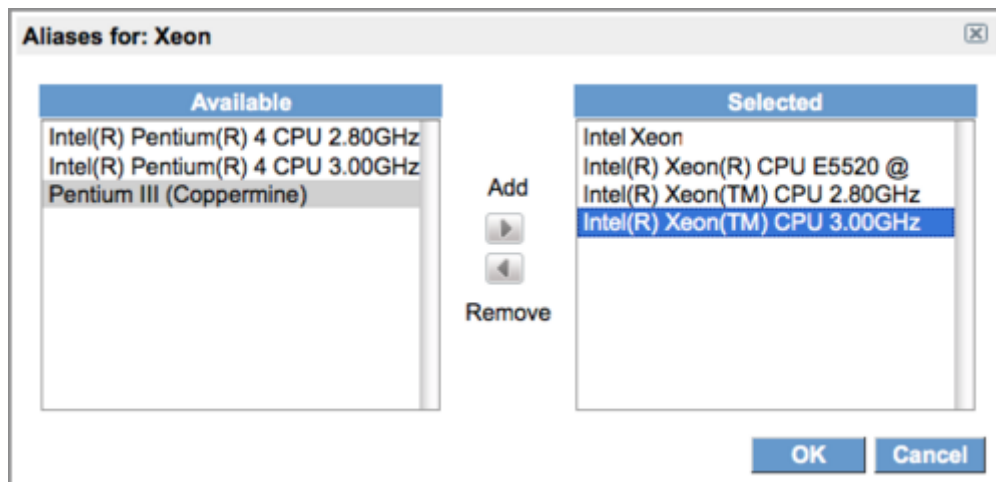 Aliases for: Xeon
Available
Intel(R) Pentium(R) 4 CPU 2.80GHz
Intel(R) Pentium(R) 4 CPU 3.00GHz
Pentium III (Coppermine)
Add
Remove
Selected
Intel Xeon
Intel(R) Xeon(R) CPU E5520 @
Intel(R) Xeon(TM) CPU 2.80GHz
Intel(R) Xeon(TM) CPU 3.00GHz
OK
Cancel